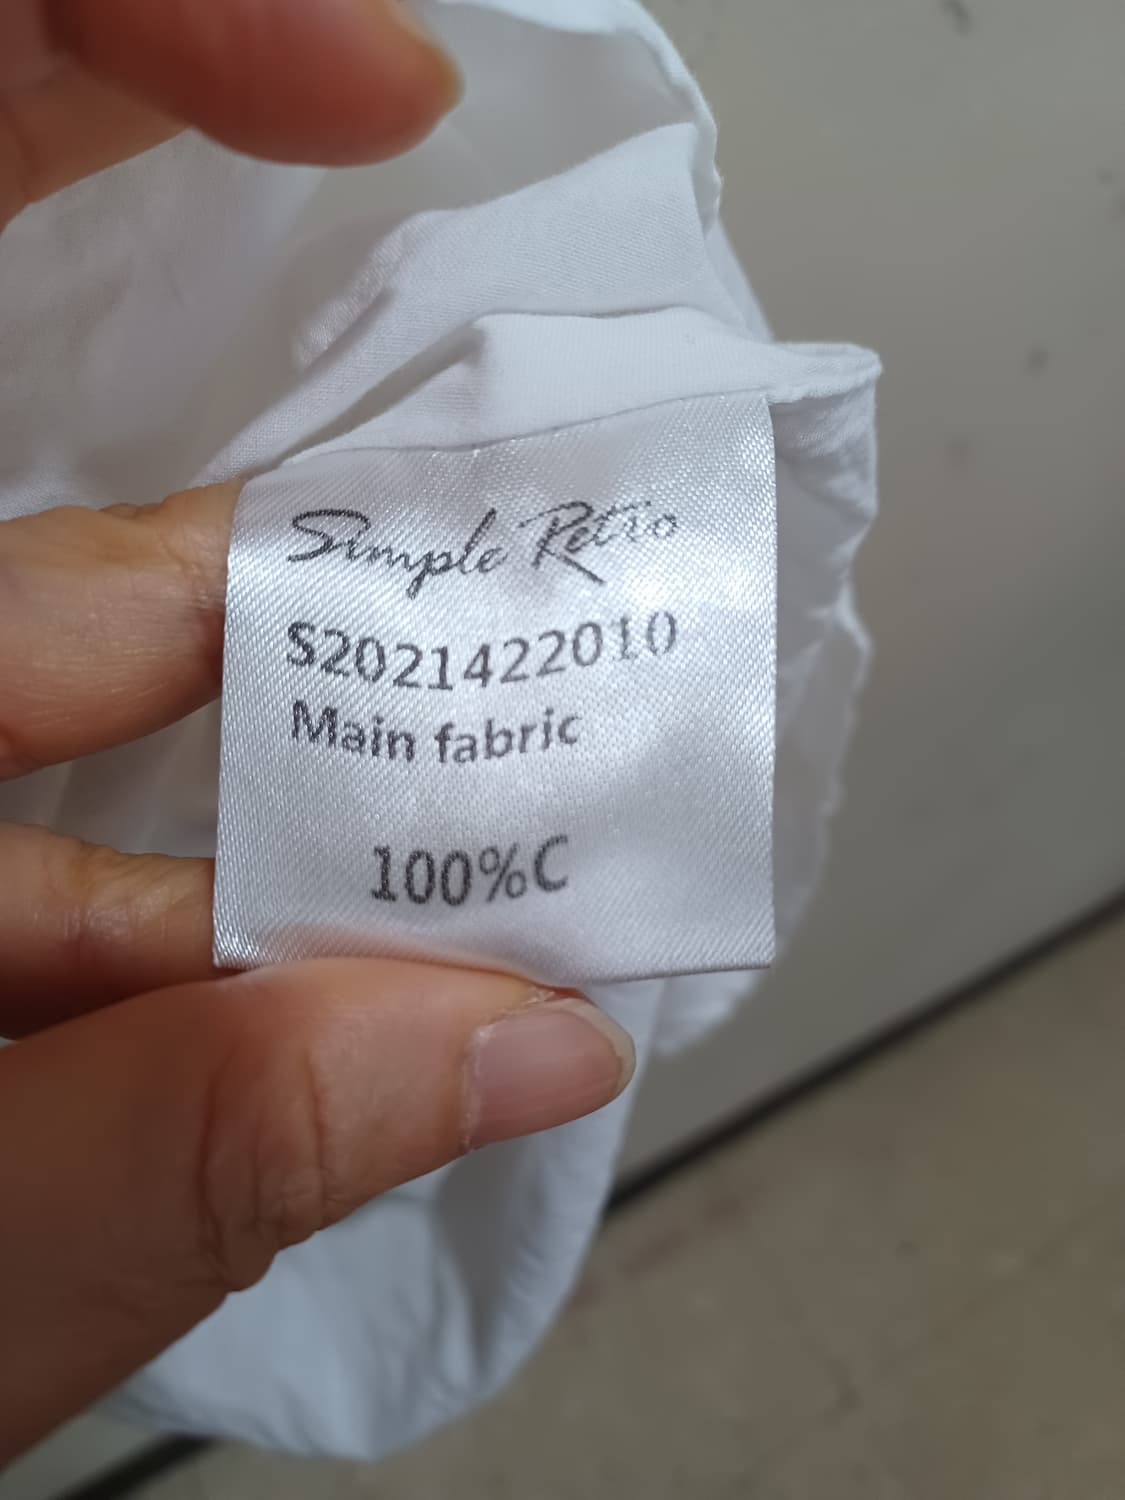 Simple Retro
S2021422010
Main fabric
100%C